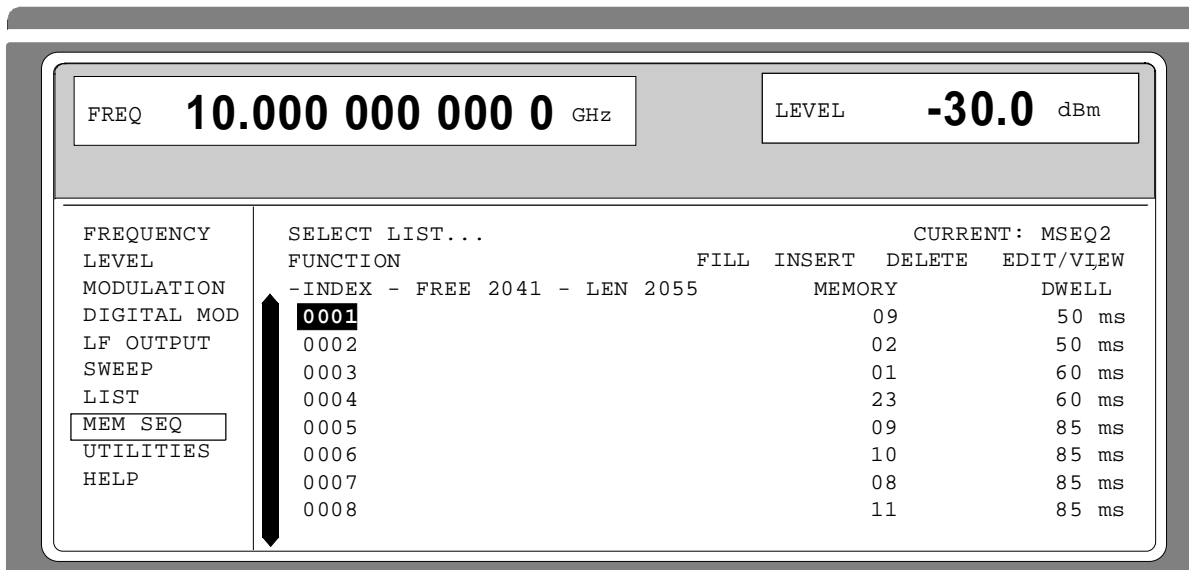 FREQ 10.000 000 000 0 GHz
LEVEL -30.0 dBm
FREQUENCY
LEVEL
MODULATION
DIGITAL MOD
LF OUTPUT
SWEEP
LIST
MEM SEQ
UTILITIES
HELP
SELECT LIST... CURRENT: MSEQ2
FUNCTION FILL INSERT DELETE EDIT/VIEW
-INDEX - FREE 2041 - LEN 2055 MEMORY DWELL
0001 09 50 ms
0002 02 50 ms
0003 01 60 ms
0004 23 60 ms
0005 09 85 ms
0006 10 85 ms
0007 08 85 ms
0008 11 85 ms